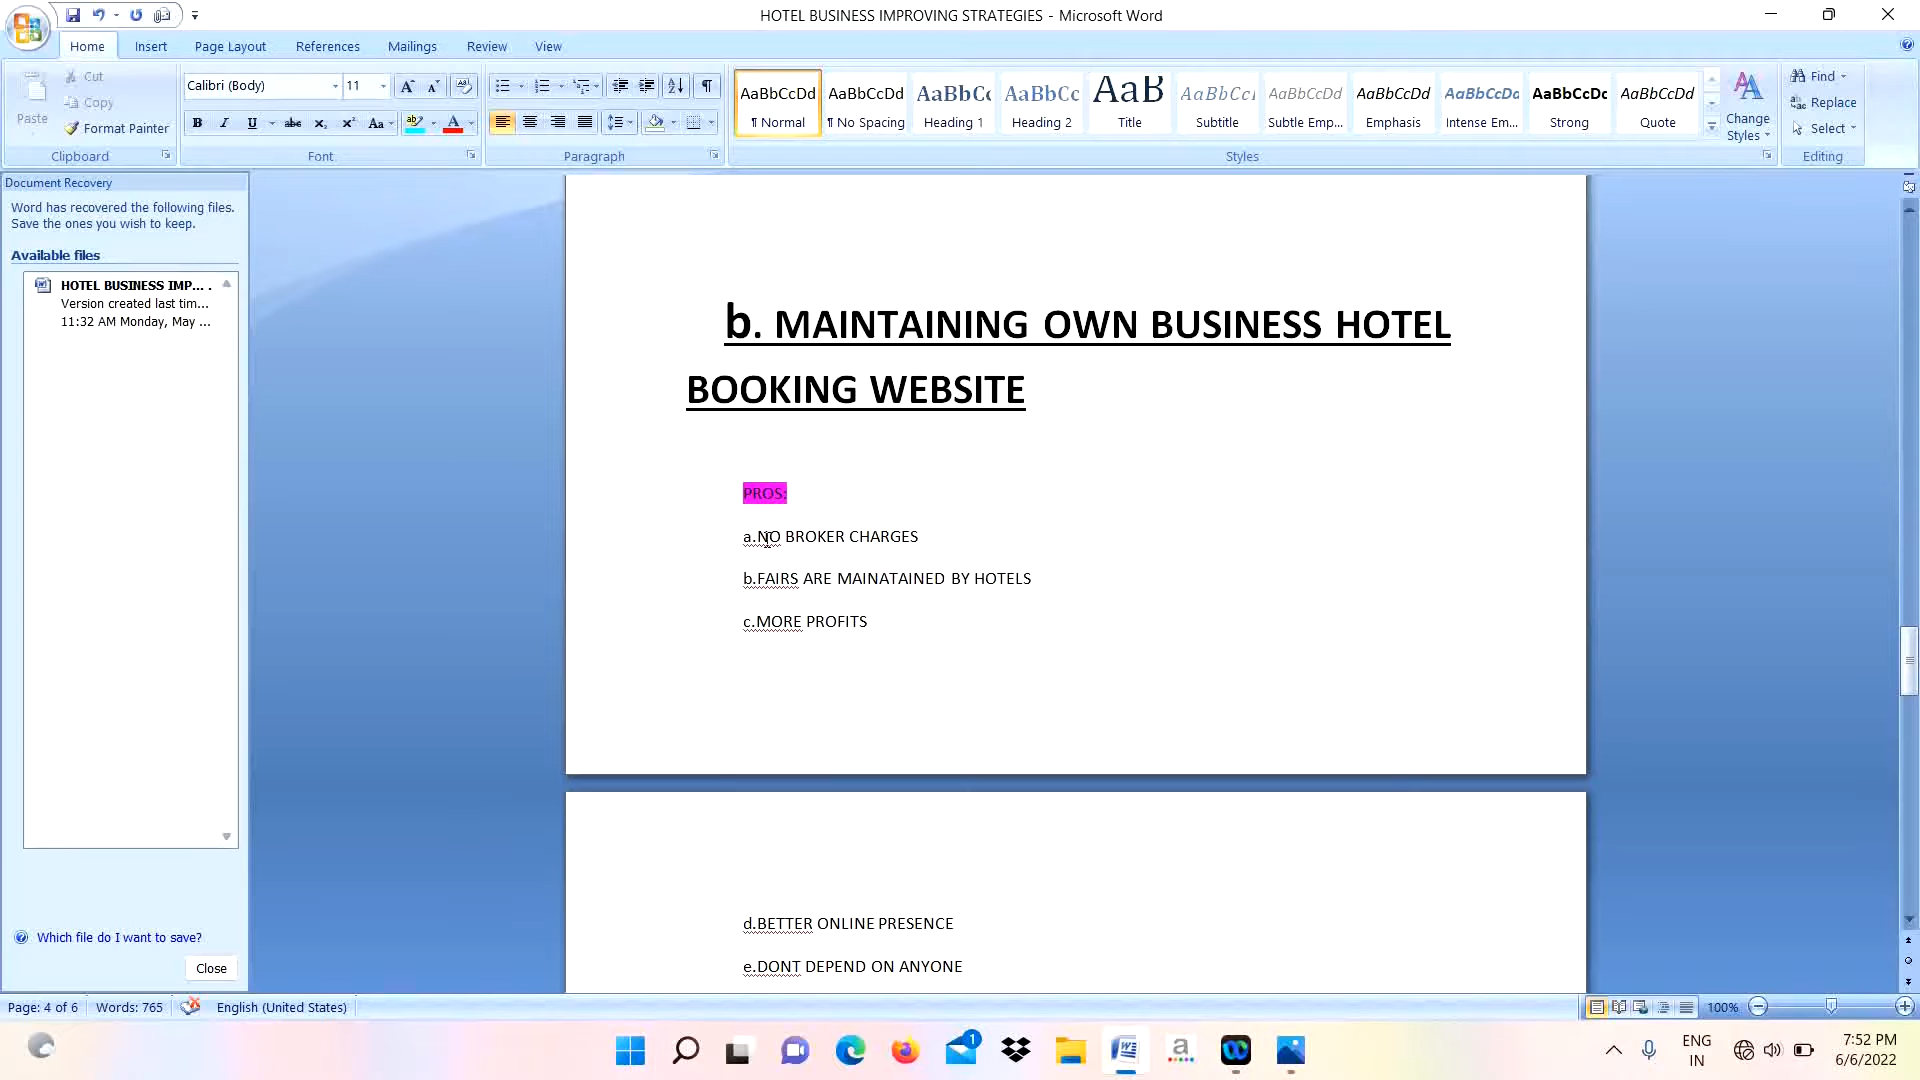 HOTEL BUSINESS IMPROVING STRATEGIES - Microsoft Word
Home Insert Page Layout References Mailings Review View
Paste
Cut
Copy
Format Painter
Clipboard
Calibri (Body) 11
Font
Paragraph
AaBbCcDd AaBbCcDd AaBbCc AaBbCc AaB AaBbCcI AaBbCcDd AaBbCcDd AaBbCcDd AaBbCcDc AaBbCcDd
¶ Normal ¶ No Spacing Heading 1 Heading 2 Title Subtitle Subtle Emp... Emphasis Intense Em... Strong Quote
Change Styles
Styles
Find
Replace
Select
Editing
Document Recovery
Word has recovered the following files.
Save the ones you wish to keep.
Available files
HOTEL BUSINESS IMP... .
Version created last tim...
11:32 AM Monday, May ...
Which file do I want to save?
Close
b. MAINTAINING OWN BUSINESS HOTEL
BOOKING WEBSITE
PROS:
a.NO BROKER CHARGES
b.FAIRS ARE MAINATAINED BY HOTELS
c.MORE PROFITS
d.BETTER ONLINE PRESENCE
e.DONT DEPEND ON ANYONE
Page: 4 of 6 Words: 765 English (United States) 100%
1
ENG
IN
7:52 PM
6/6/2022